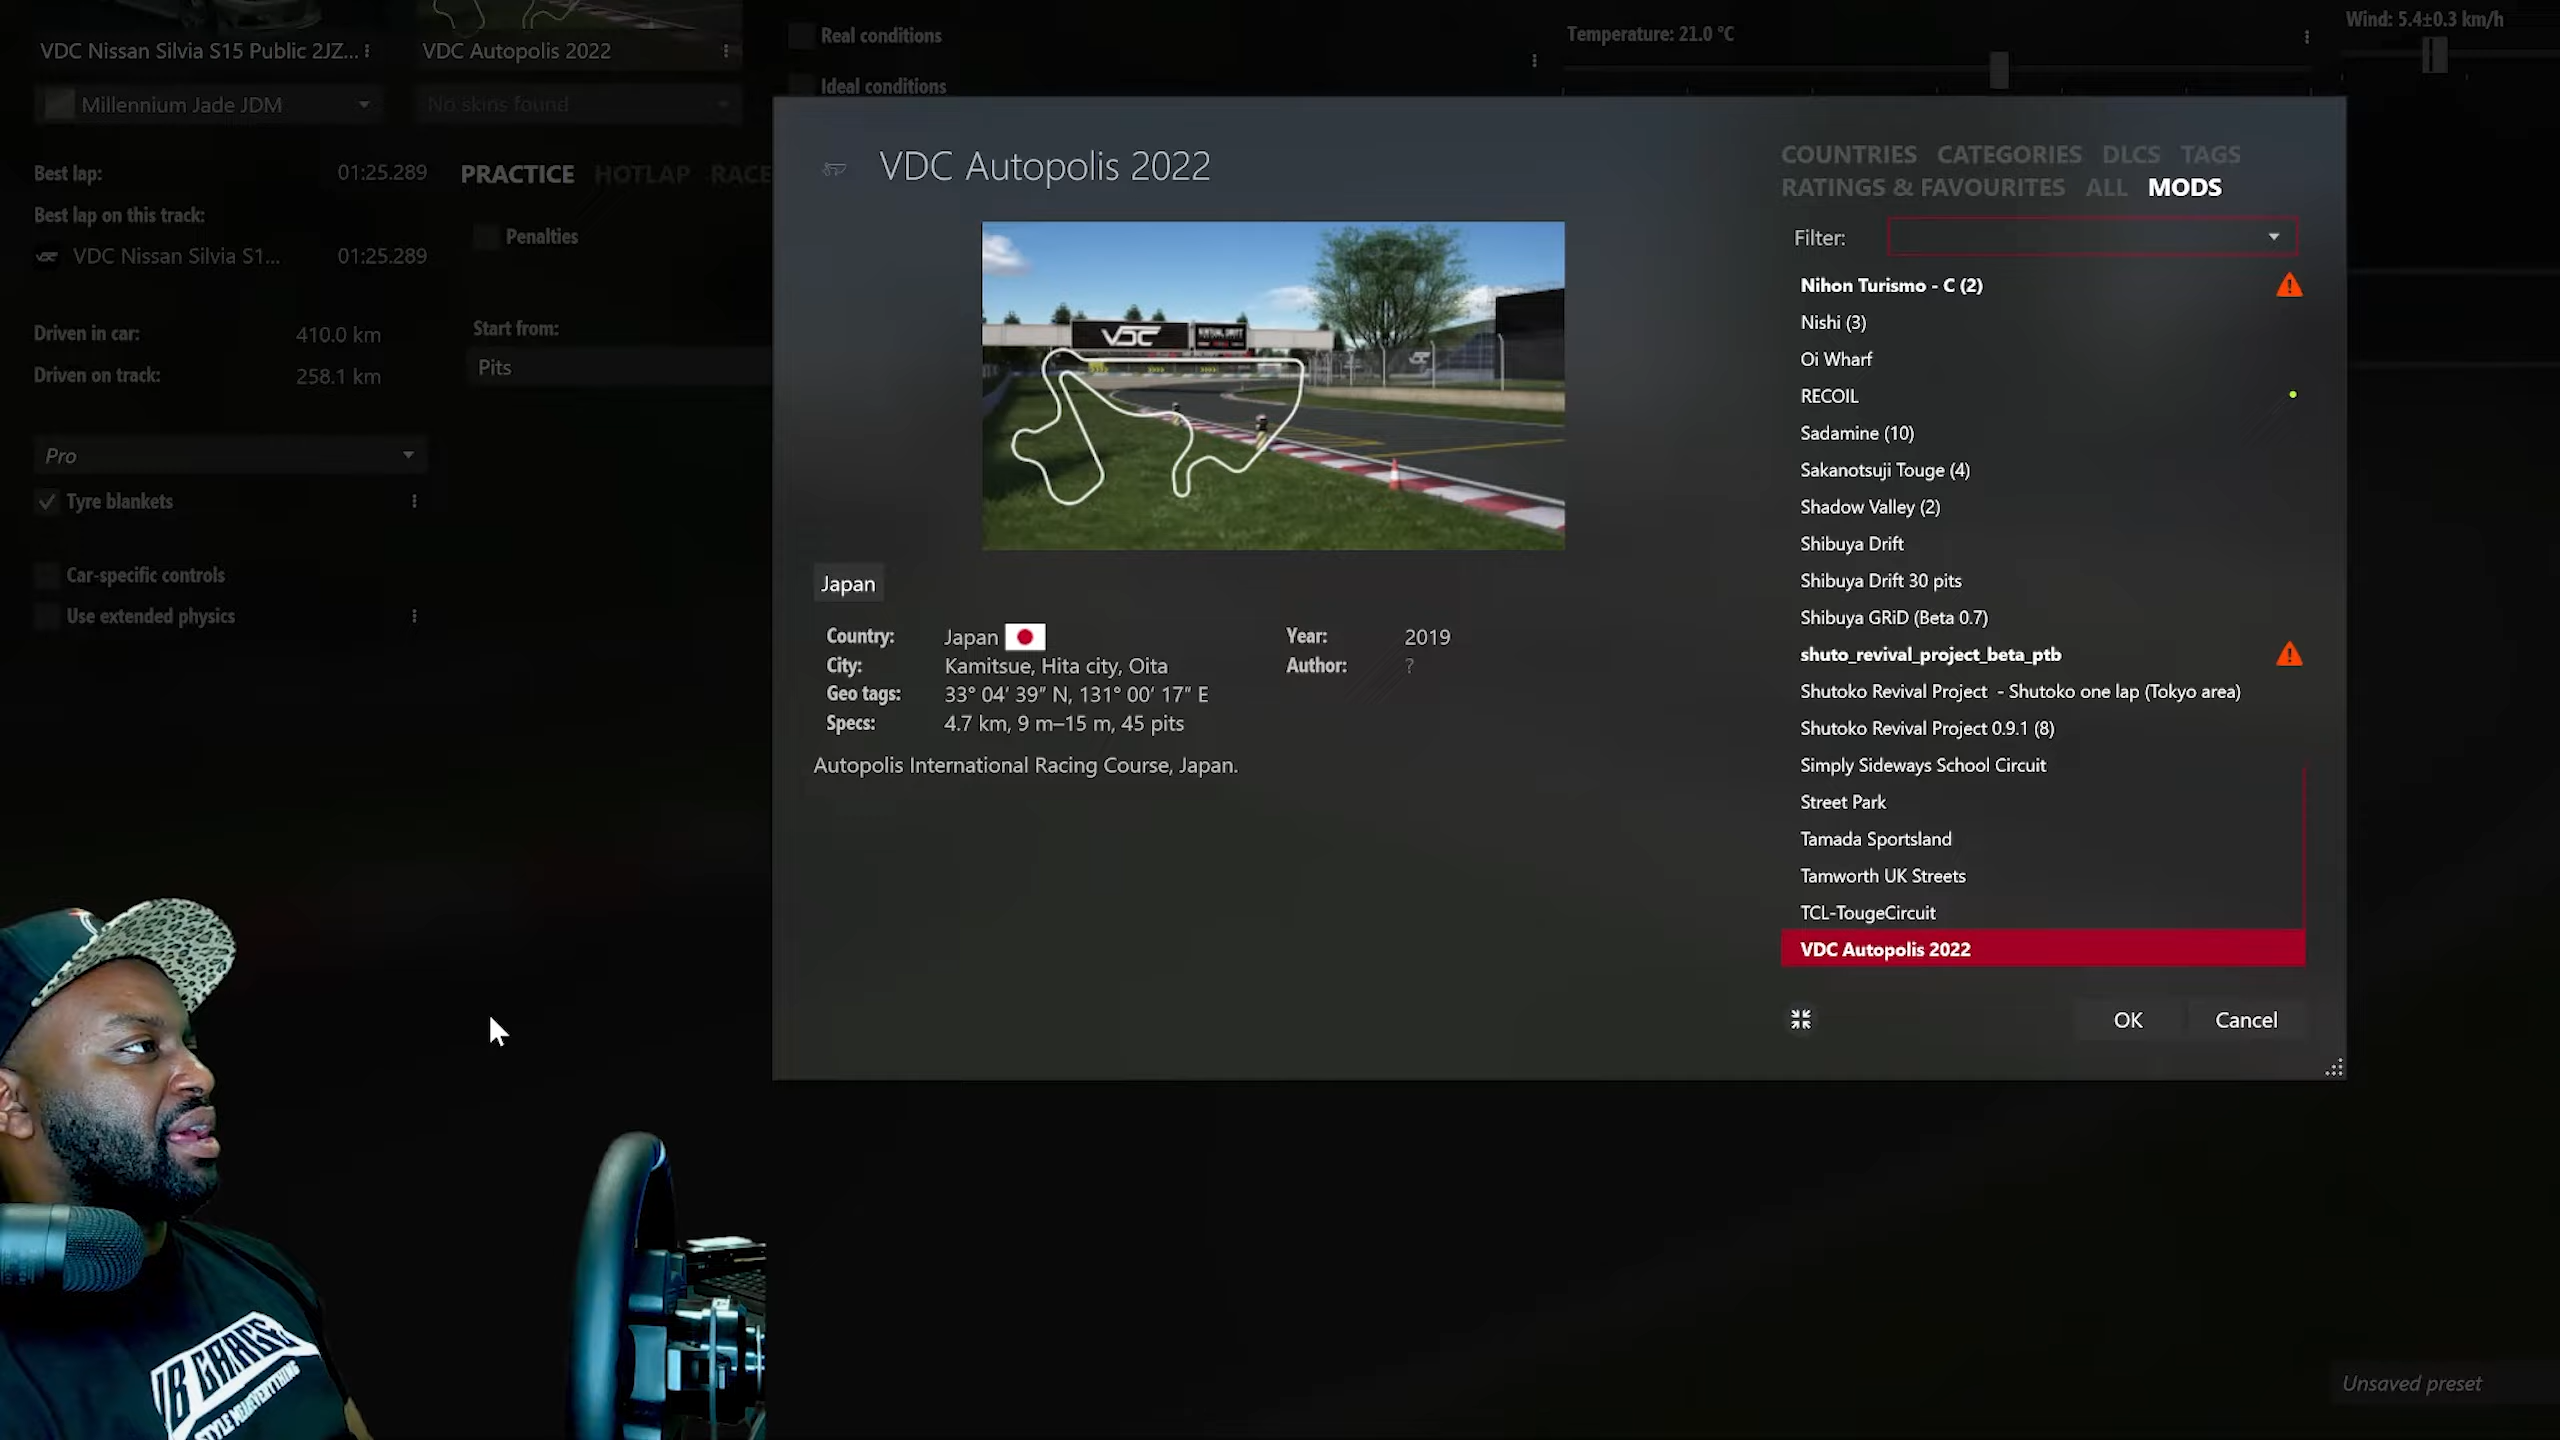 VDC Nissan Silvia S15 Public 2JZ...
VDC Autopolis 2022
Millennium Jade JDM
No skins found
Real conditions
Ideal conditions
Temperature: 21.0 °C
Wind: 5.4±0.3 km/h
Best lap: 01:25.289
Best lap on this track:
VDC Nissan Silvia S1... 01:25.289
Driven in car: 410.0 km
Driven on track: 258.1 km
Pro
Tyre blankets
Car-specific controls
Use extended physics
PRACTICE HOTLAP RACE
Penalties
Start from:
Pits
VDC Autopolis 2022
VDC
Japan
Country: Japan
City: Kamitsue, Hita city, Oita
Geo tags: 33° 04′ 39″ N, 131° 00′ 17″ E
Specs: 4.7 km, 9 m–15 m, 45 pits
Year: 2019
Author: ?
Autopolis International Racing Course, Japan.
COUNTRIES CATEGORIES DLCS TAGS
RATINGS & FAVOURITES ALL MODS
Filter:
Nihon Turismo - C (2)
Nishi (3)
Oi Wharf
RECOIL
Sadamine (10)
Sakanotsuji Touge (4)
Shadow Valley (2)
Shibuya Drift
Shibuya Drift 30 pits
Shibuya GRiD (Beta 0.7)
shuto_revival_project_beta_ptb
Shutoko Revival Project - Shutoko one lap (Tokyo area)
Shutoko Revival Project 0.9.1 (8)
Simply Sideways School Circuit
Street Park
Tamada Sportsland
Tamworth UK Streets
TCL-TougeCircuit
VDC Autopolis 2022
OK
Cancel
Unsaved preset
GARAGE